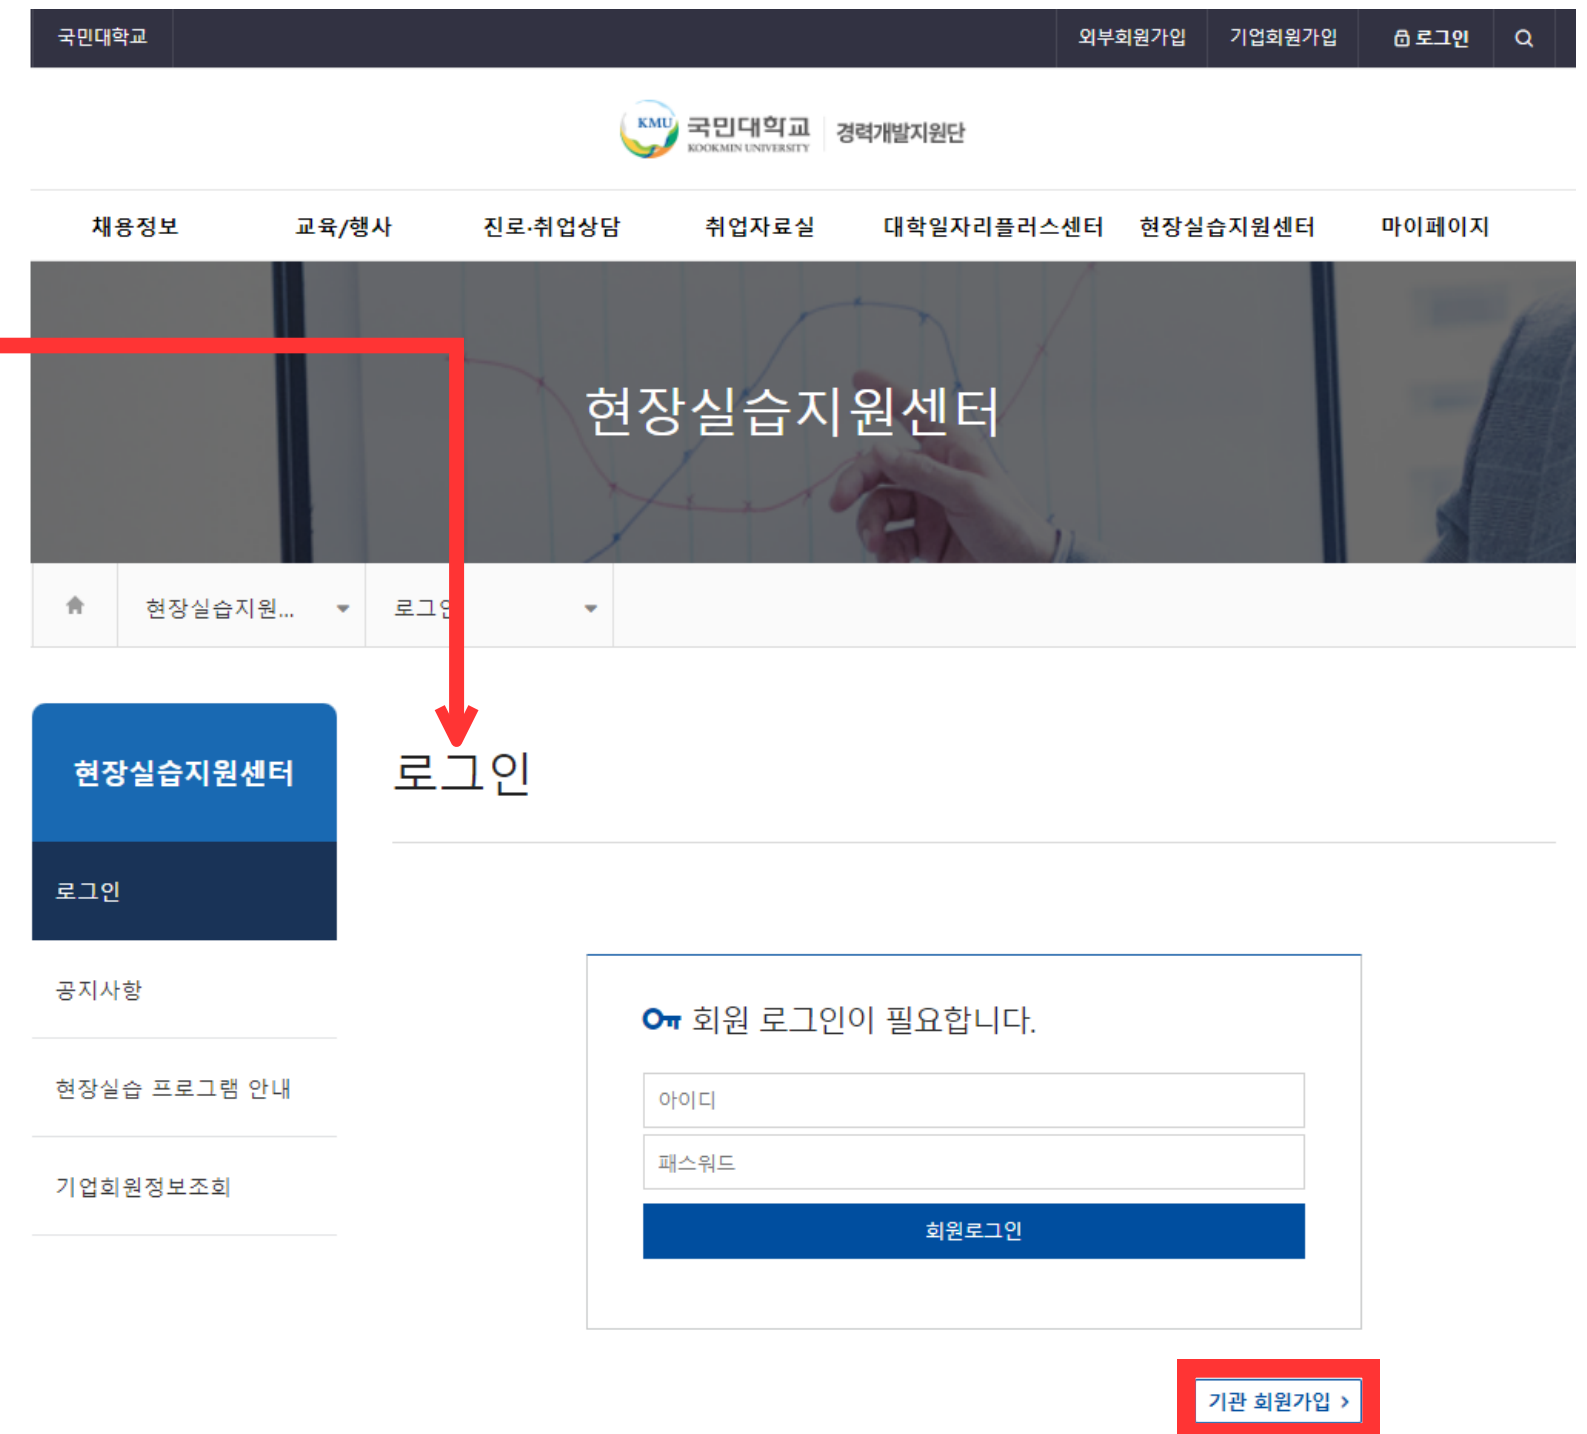 국민대학교
외부회원가입
기업회원가입
로그인
KMU
국민대학교
KOOKMIN UNIVERSITY
경력개발지원단
채용정보
교육/행사
진로·취업상담
취업자료실
대학일자리플러스센터
현장실습지원센터
마이페이지
현장실습지원센터
현장실습지원...
로그인
현장실습지원센터
로그인
로그인
공지사항
현장실습 프로그램 안내
기업회원정보조회
회원 로그인이 필요합니다.
아이디
패스워드
회원로그인
기관 회원가입 >